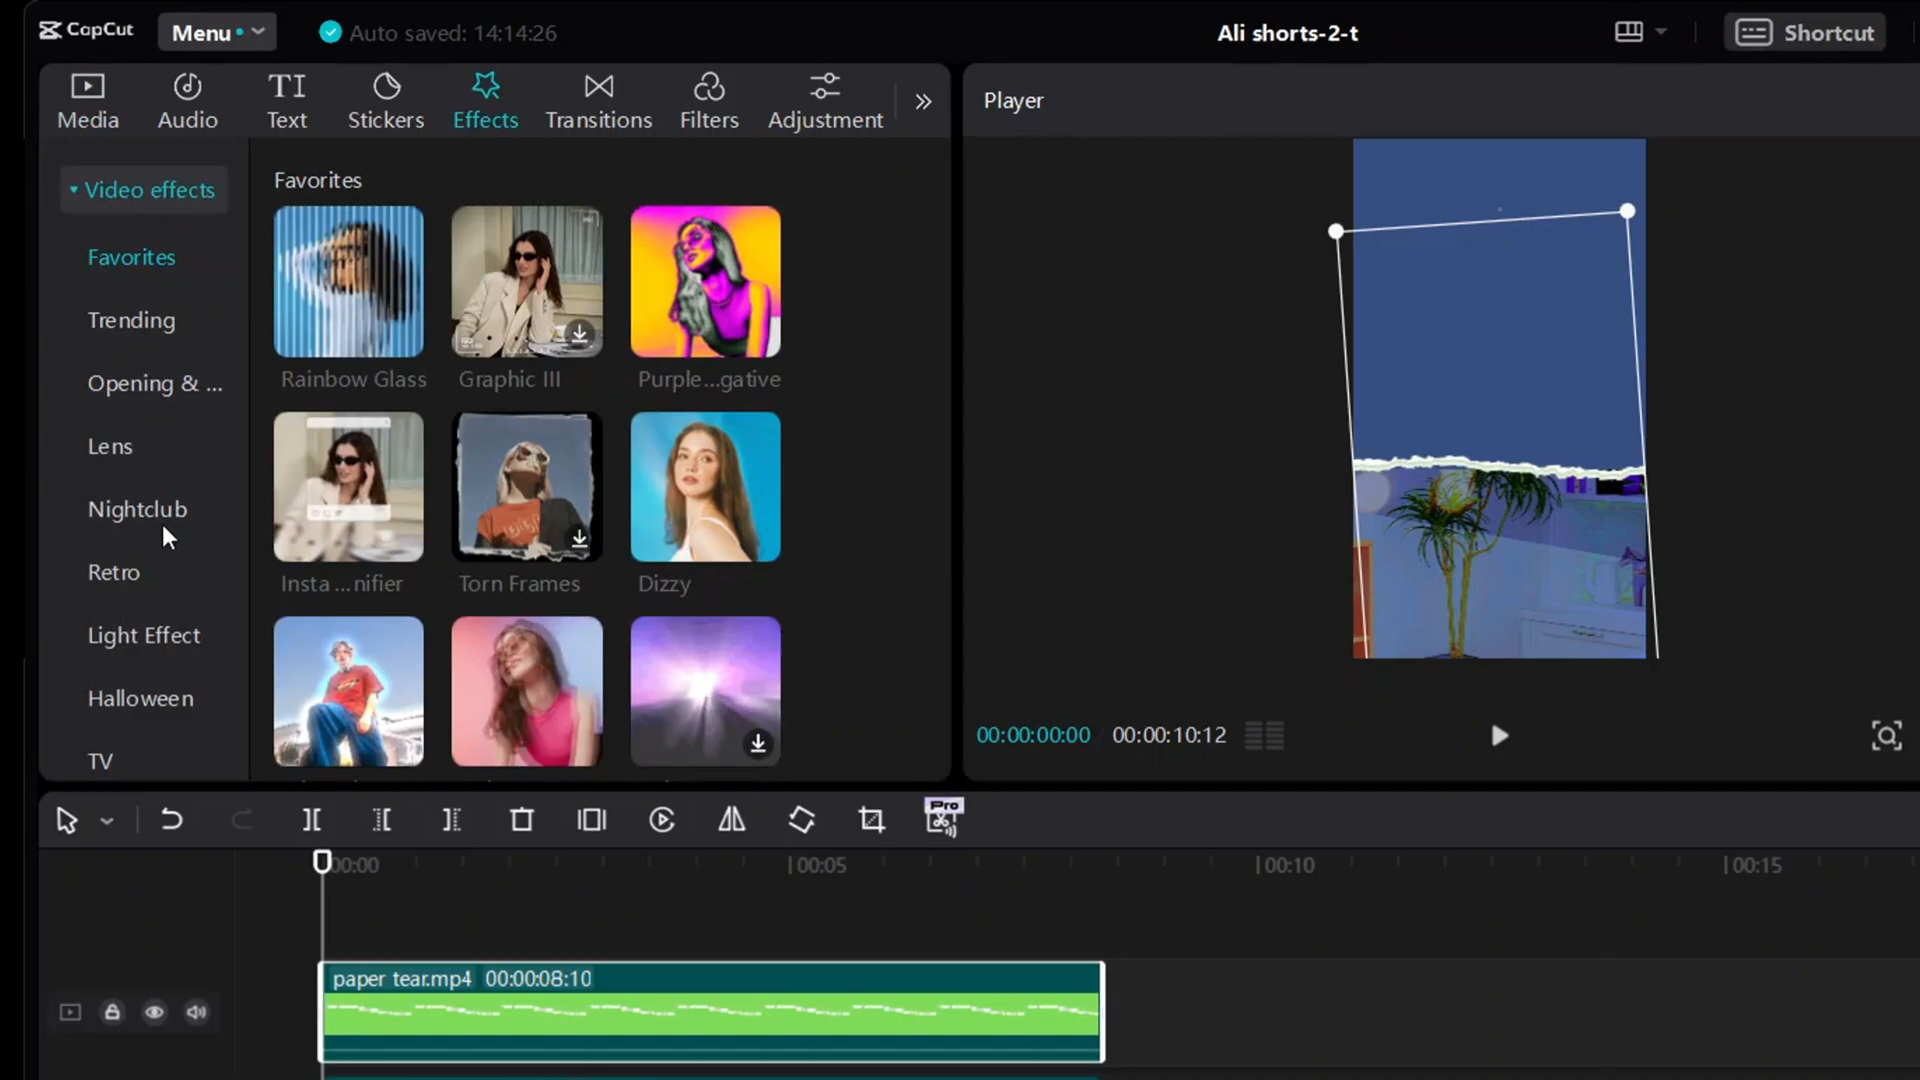 CapCut
Menu
Auto saved: 14:14:26
Ali shorts-2-t
Shortcut
Media
Audio
TI
Text
Stickers
Effects
Transitions
Filters
Adjustment
Player
Video effects
Favorites
Trending
Opening & ...
Lens
Nightclub
Retro
Light Effect
Halloween
TV
Favorites
Rainbow Glass
Graphic III
Purple...gative
Insta ...nifier
Torn Frames
Dizzy
00:00:00:00
00:00:10:12
Pro
00:00
00:05
00:10
00:15
paper tear.mp4 00:00:08:10